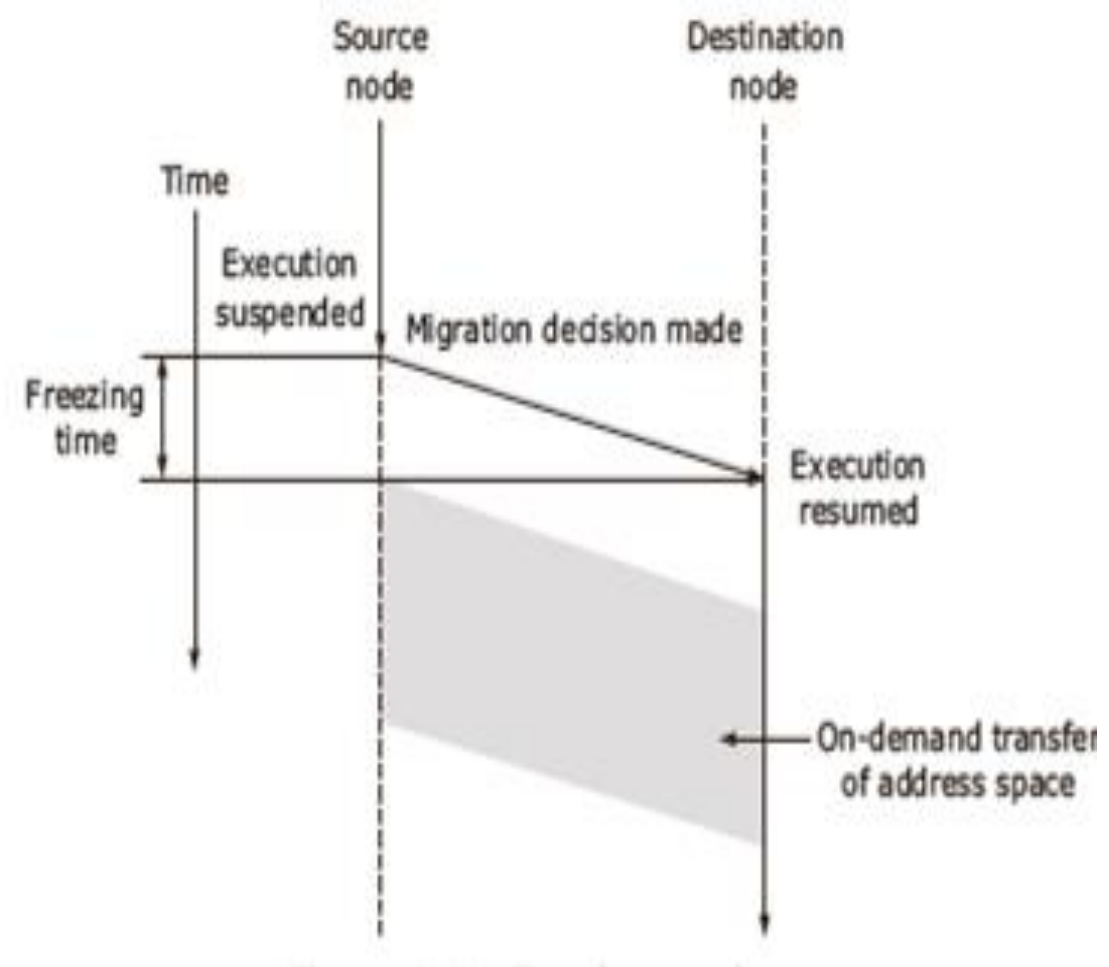 Source
node
Destination
node
Time
Execution
suspended
Migration decision made
Freezing
time
Execution
resumed
On-demand transfer
of address space